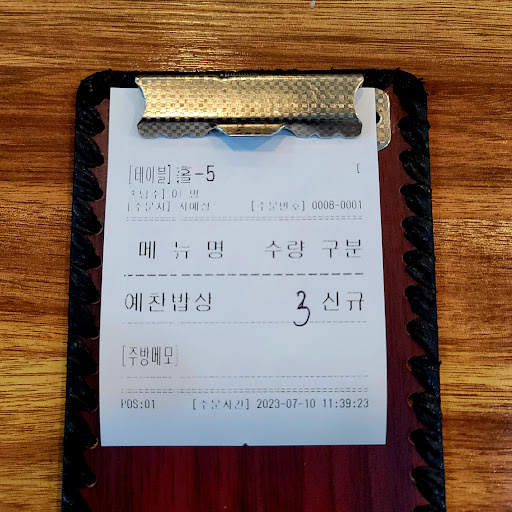 [테이블] 홀-5 [
[주문번호] 0008-0001
메 뉴 명 수량 구분
예찬밥상 3 신규
[주방메모]
POS:01 [주문시간] 2023-07-10 11:39:23